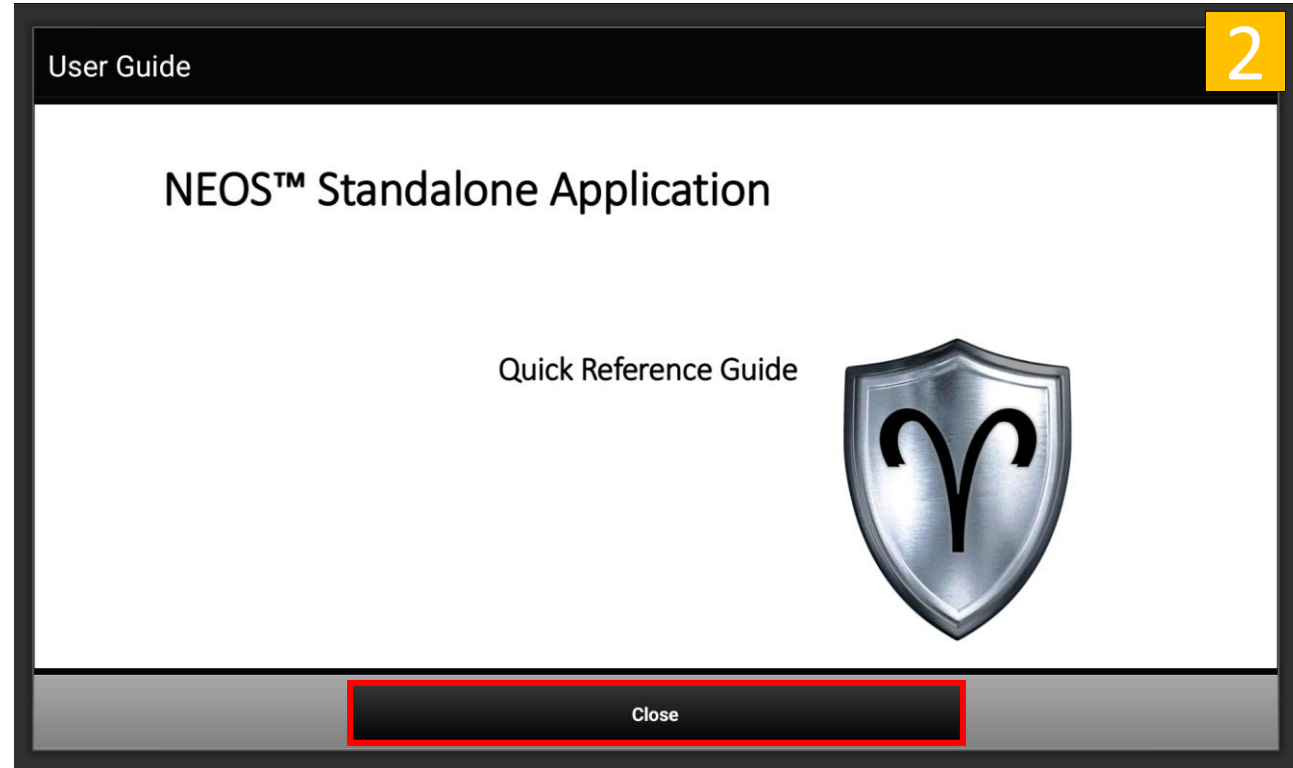 User Guide
2
NEOS™ Standalone Application
Quick Reference Guide
Close